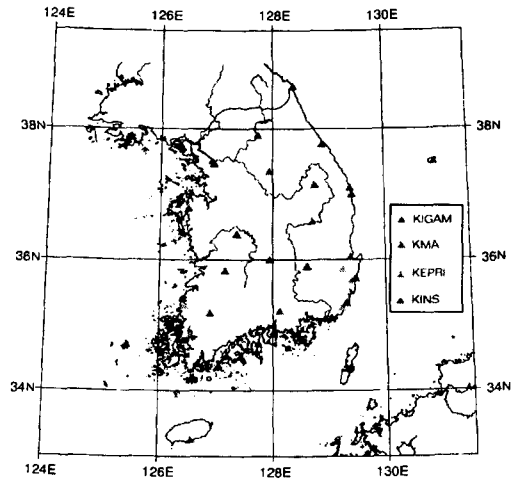 124E 126E 128E 130E
38N 38N
KIGAM
KMA
36N 36N
KEPRI
KINS
34N 34N
124E 126E 128E 130E